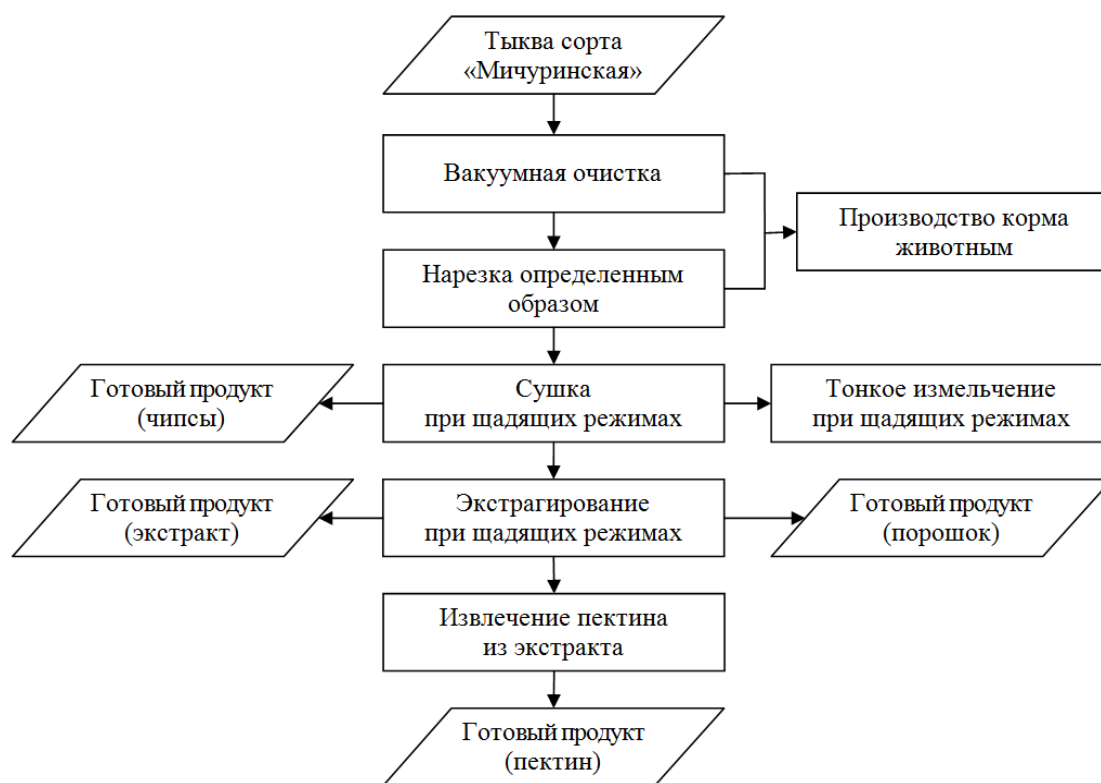 Тыква сорта
«Мичуринская»
Вакуумная очистка
Производство корма
животным
Нарезка определенным
образом
Готовый продукт
(чипсы)
Сушка
при щадящих режимах
Тонкое измельчение
при щадящих режимах
Готовый продукт
(экстракт)
Экстрагирование
при щадящих режимах
Готовый продукт
(порошок)
Извлечение пектина
из экстракта
Готовый продукт
(пектин)